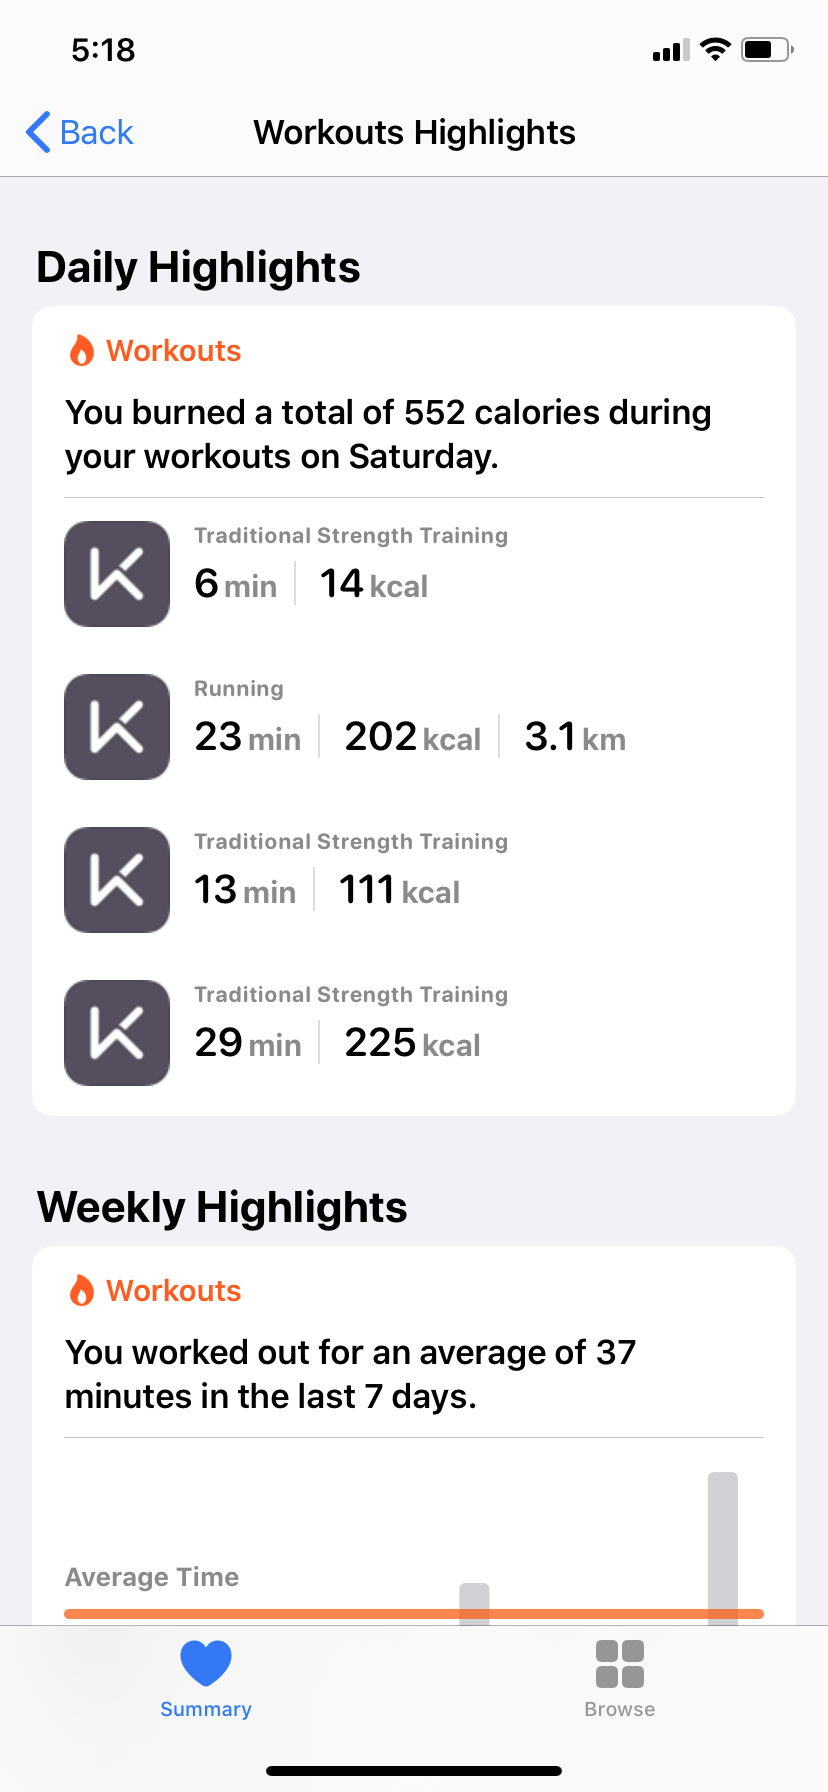 5:18
Back
Workouts Highlights
Daily Highlights
Workouts
You burned a total of 552 calories during
your workouts on Saturday.
Traditional Strength Training
6 min 14 kcal
Running
23 min 202 kcal 3.1 km
Traditional Strength Training
13 min 111 kcal
Traditional Strength Training
29 min 225 kcal
Weekly Highlights
Workouts
You worked out for an average of 37
minutes in the last 7 days.
Average Time
Summary
Browse